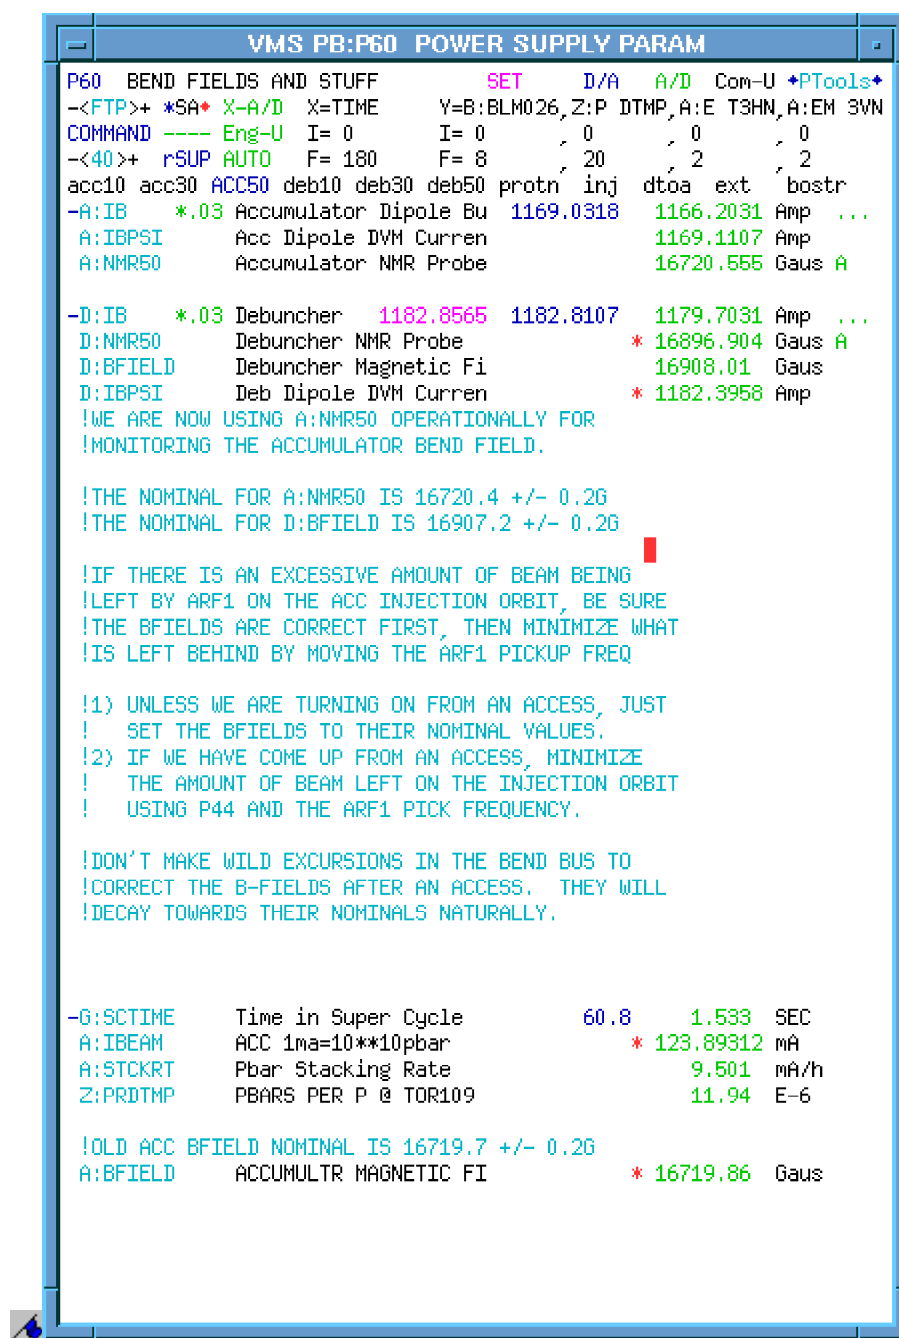 VMS PB:P60 POWER SUPPLY PARAM
P60 BEND FIELDS AND STUFF SET D/A A/D Com-U ◆PTools◆
-<FTP>+ *SA◆ X-A/D X=TIME Y=B:BLM026,Z:P DTMP,A:E T3HN,A:EM 3VN
COMMAND ---- Eng-U I= 0 I= 0 , 0 , 0 , 0
-<40>+ rSUP AUTO F= 180 F= 8 , 20 , 2 , 2
acc10 acc30 ACC50 deb10 deb30 deb50 protn inj dtoa ext bostr
-A:IB *.03 Accumulator Dipole Bu 1169.0318 1166.2031 Amp ...
A:IBPSI Acc Dipole DVM Curren 1169.1107 Amp
A:NMR50 Accumulator NMR Probe 16720.555 Gaus A
-D:IB *.03 Debuncher 1182.8565 1182.8107 1179.7031 Amp ...
D:NMR50 Debuncher NMR Probe * 16896.904 Gaus A
D:BFIELD Debuncher Magnetic Fi 16908.01 Gaus
D:IBPSI Deb Dipole DVM Curren * 1182.3958 Amp
!WE ARE NOW USING A:NMR50 OPERATIONALLY FOR
!MONITORING THE ACCUMULATOR BEND FIELD.
!THE NOMINAL FOR A:NMR50 IS 16720.4 +/- 0.2G
!THE NOMINAL FOR D:BFIELD IS 16907.2 +/- 0.2G
!IF THERE IS AN EXCESSIVE AMOUNT OF BEAM BEING
!LEFT BY ARF1 ON THE ACC INJECTION ORBIT, BE SURE
!THE BFIELDS ARE CORRECT FIRST, THEN MINIMIZE WHAT
!IS LEFT BEHIND BY MOVING THE ARF1 PICKUP FREQ
!1) UNLESS WE ARE TURNING ON FROM AN ACCESS, JUST
! SET THE BFIELDS TO THEIR NOMINAL VALUES.
!2) IF WE HAVE COME UP FROM AN ACCESS, MINIMIZE
! THE AMOUNT OF BEAM LEFT ON THE INJECTION ORBIT
! USING P44 AND THE ARF1 PICK FREQUENCY.
!DON'T MAKE WILD EXCURSIONS IN THE BEND BUS TO
!CORRECT THE B-FIELDS AFTER AN ACCESS. THEY WILL
!DECAY TOWARDS THEIR NOMINALS NATURALLY.
-G:SCTIME Time in Super Cycle 60.8 1.533 SEC
A:IBEAM ACC 1ma=10**10pbar * 123.89312 mA
A:STCKRT Pbar Stacking Rate 9.501 mA/h
Z:PRDTMP PBARS PER P @ TOR109 11.94 E-6
!OLD ACC BFIELD NOMINAL IS 16719.7 +/- 0.2G
A:BFIELD ACCUMULTR MAGNETIC FI * 16719.86 Gaus